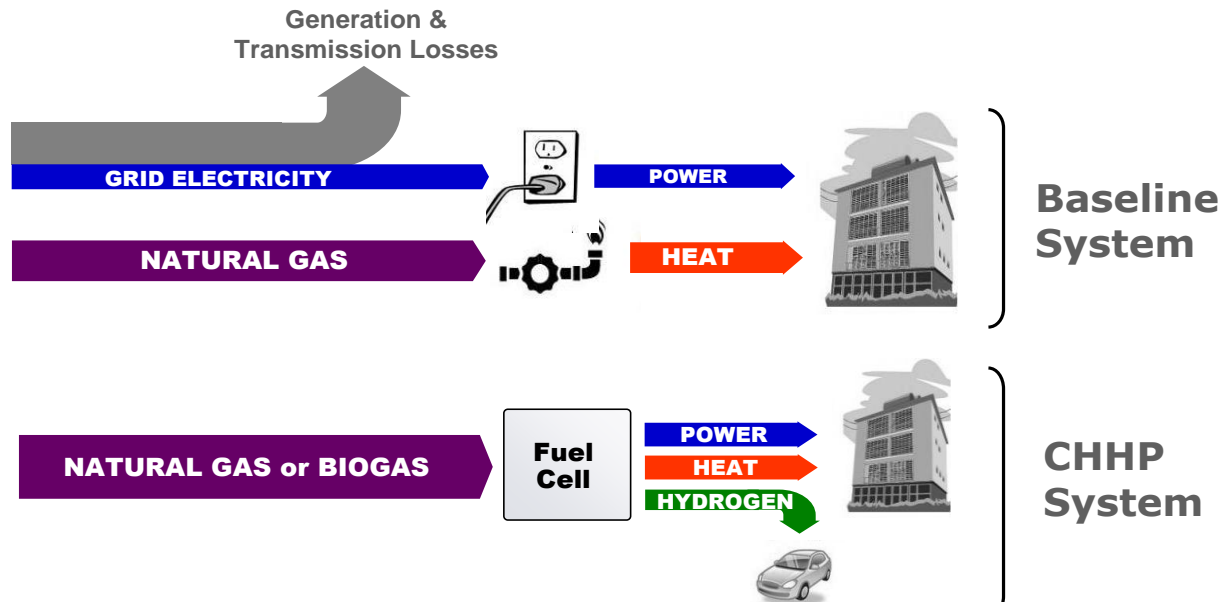 Generation &
Transmission Losses
GRID ELECTRICITY
POWER
NATURAL GAS
HEAT
Baseline
System
NATURAL GAS or BIOGAS
Fuel
Cell
POWER
HEAT
HYDROGEN
CHHP
System